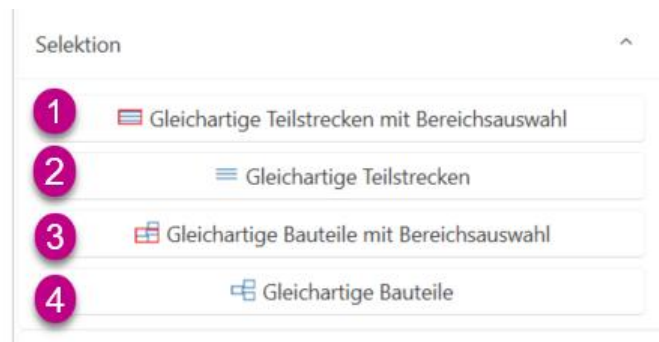 Selektion
1 Gleichartige Teilstrecken mit Bereichsauswahl
2 Gleichartige Teilstrecken
3 Gleichartige Bauteile mit Bereichsauswahl
4 Gleichartige Bauteile